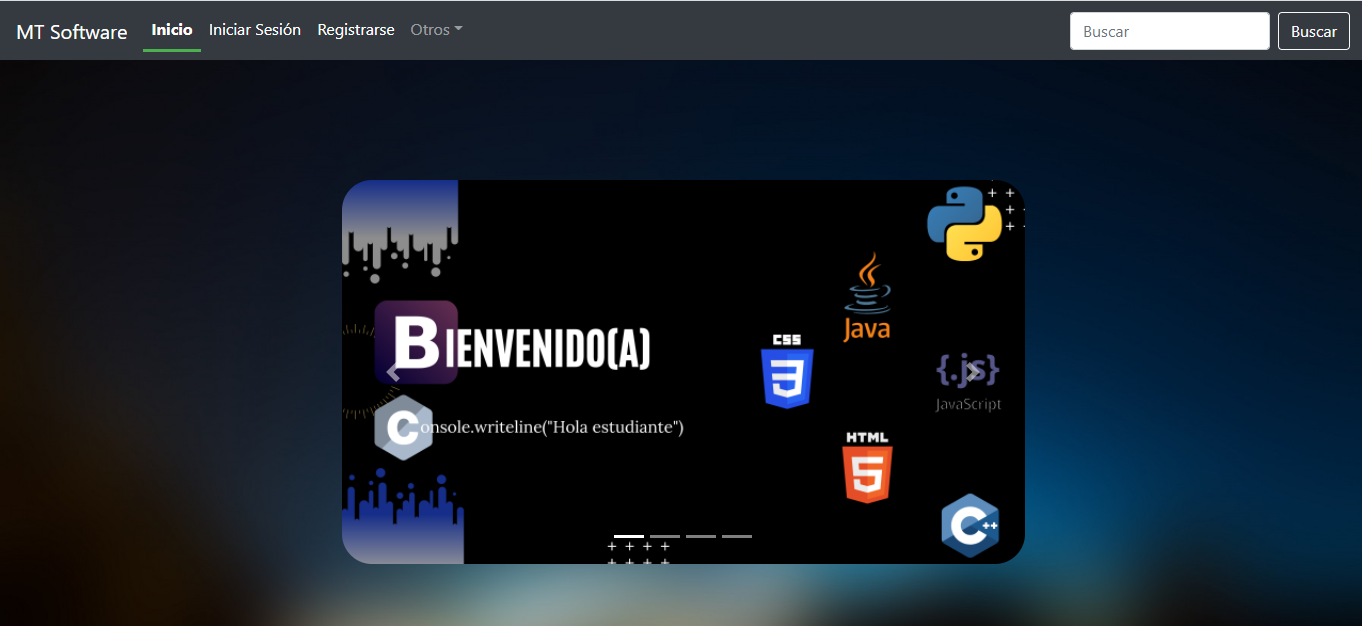 MT Software Inicio Iniciar Sesión Registrarse Otros Buscar Buscar
BIENVENIDO(A)
Console.writeline("Hola estudiante")
Java
CSS
3
{.js}
JavaScript
HTML
5
C++